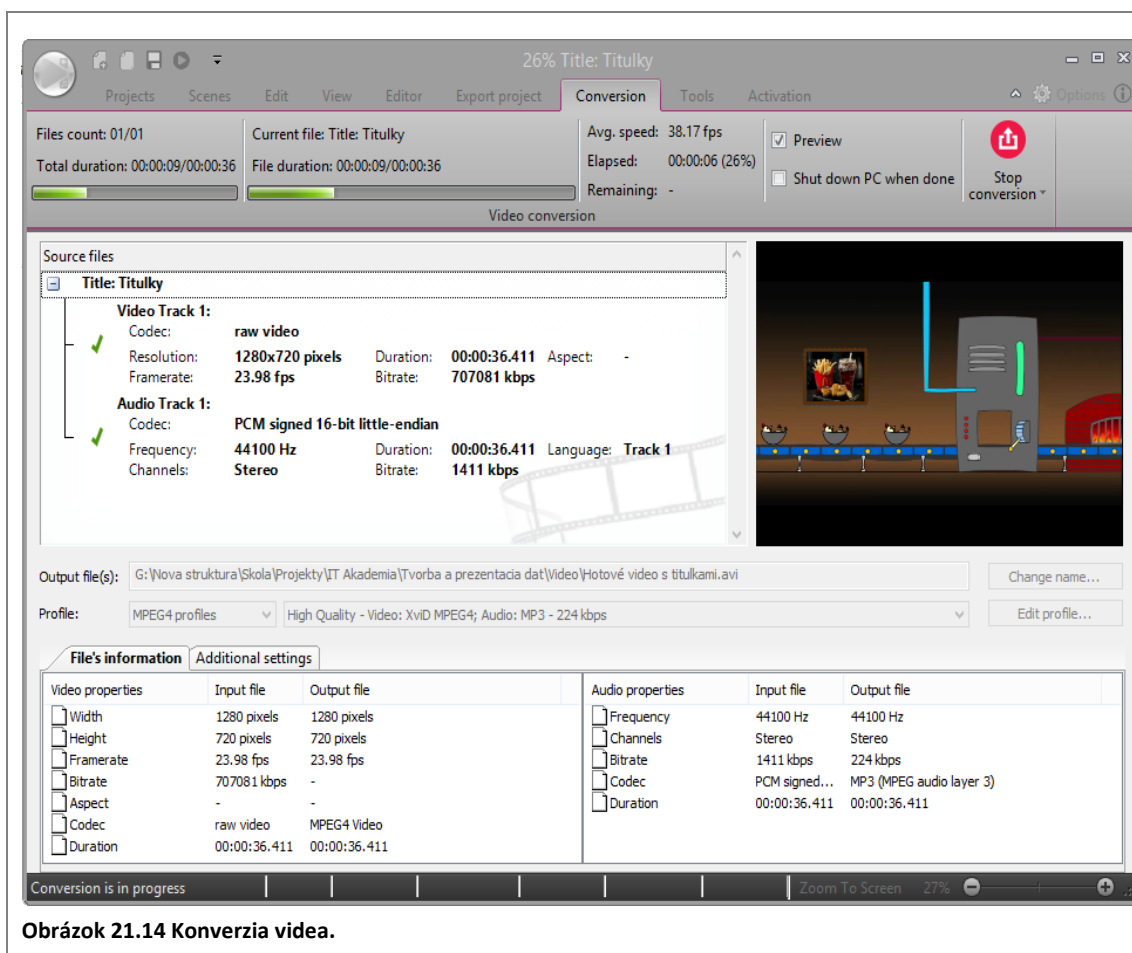 26% Title: Titulky
Projects Scenes Edit View Editor Export project Conversion Tools Activation Options
Files count: 01/01
Total duration: 00:00:09/00:00:36
Current file: Title: Titulky
File duration: 00:00:09/00:00:36
Avg. speed: 38.17 fps
Elapsed: 00:00:06 (26%)
Remaining: -
Preview
Shut down PC when done
Stop
conversion
Video conversion
Source files
Title: Titulky
Video Track 1:
Codec: raw video
Resolution: 1280x720 pixels Duration: 00:00:36.411 Aspect: -
Framerate: 23.98 fps Bitrate: 707081 kbps
Audio Track 1:
Codec: PCM signed 16-bit little-endian
Frequency: 44100 Hz Duration: 00:00:36.411 Language: Track 1
Channels: Stereo Bitrate: 1411 kbps
Output file(s): G:\Nova struktura\Skola\Projekty\IT Akademia\Tvorba a prezentacia dat\Video\Hotové video s titulkami.avi Change name...
Profile: MPEG4 profiles High Quality - Video: XviD MPEG4; Audio: MP3 - 224 kbps Edit profile...
File's information Additional settings
Video properties Input file Output file
Width 1280 pixels 1280 pixels
Height 720 pixels 720 pixels
Framerate 23.98 fps 23.98 fps
Bitrate 707081 kbps -
Aspect - -
Codec raw video MPEG4 Video
Duration 00:00:36.411 00:00:36.411
Audio properties Input file Output file
Frequency 44100 Hz 44100 Hz
Channels Stereo Stereo
Bitrate 1411 kbps 224 kbps
Codec PCM signed... MP3 (MPEG audio layer 3)
Duration 00:00:36.411 00:00:36.411
Conversion is in progress Zoom To Screen 27%
Obrázok 21.14 Konverzia videa.